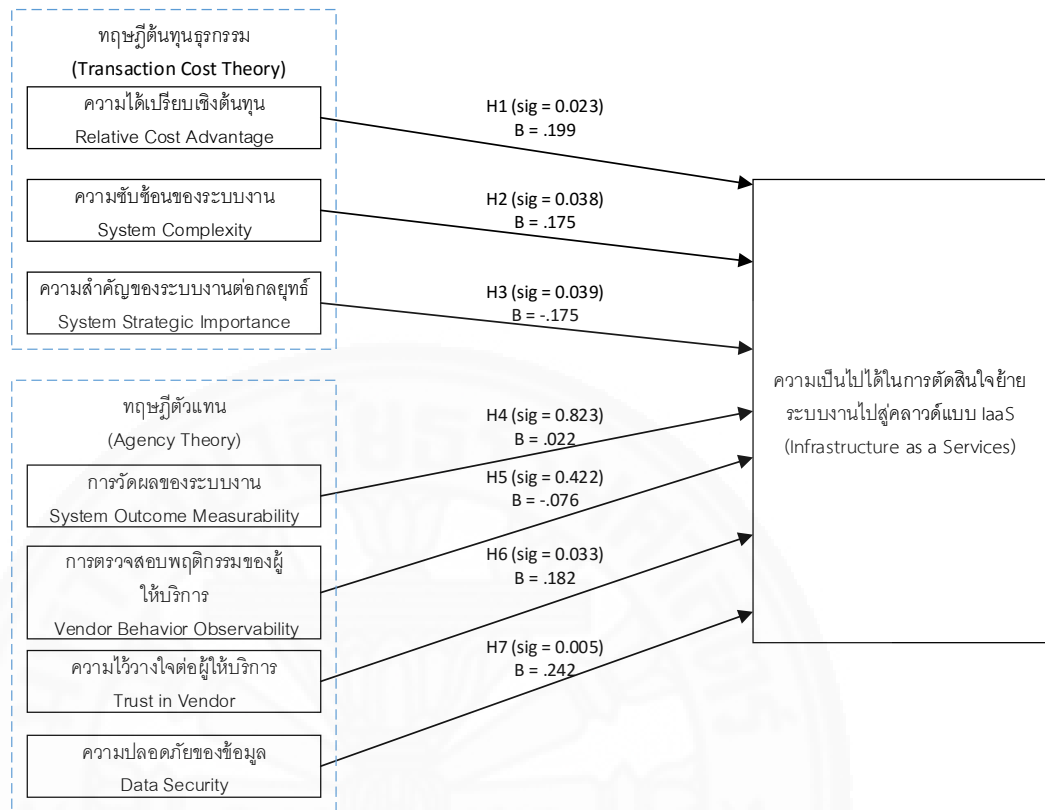 ทฤษฎีต้นทุนธุรกรรม
(Transaction Cost Theory)
ความได้เปรียบเชิงต้นทุน
Relative Cost Advantage
ความซับซ้อนของระบบงาน
System Complexity
ความสำคัญของระบบงานต่อกลยุทธ์
System Strategic Importance
ทฤษฎีตัวแทน
(Agency Theory)
การวัดผลของระบบงาน
System Outcome Measurability
การตรวจสอบพฤติกรรมของผู้
ให้บริการ
Vendor Behavior Observability
ความไว้วางใจต่อผู้ให้บริการ
Trust in Vendor
ความปลอดภัยของข้อมูล
Data Security
H1 (sig = 0.023)
B = .199
H2 (sig = 0.038)
B = .175
H3 (sig = 0.039)
B = -.175
H4 (sig = 0.823)
B = .022
H5 (sig = 0.422)
B = -.076
H6 (sig = 0.033)
B = .182
H7 (sig = 0.005)
B = .242
ความเป็นไปได้ในการตัดสินใจย้าย
ระบบงานไปสู่คลาวด์แบบ IaaS
(Infrastructure as a Services)